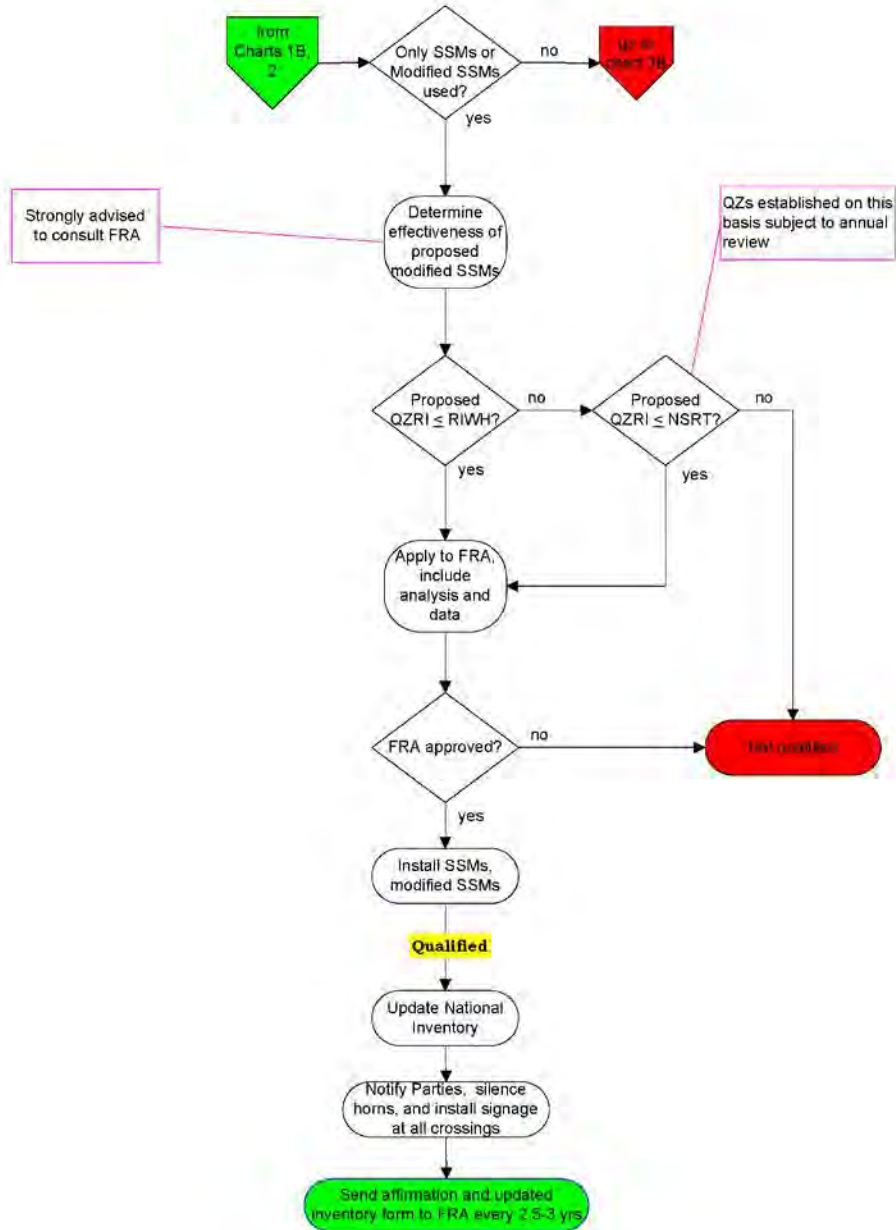 from
Charts 1B,
2
Only SSMs or
Modified SSMs
used?
no
yes
Strongly advised
to consult FRA
Determine
effectiveness of
proposed
modified SSMs
QZs established on this
basis subject to annual
review
Proposed
QZRI ≤ RIWH?
no
Proposed
QZRI ≤ NSRT?
no
yes
yes
Apply to FRA,
include
analysis and
data
FRA approved?
no
Not qualified
yes
Install SSMs,
modified SSMs
Qualified
Update National
Inventory
Notify Parties, silence
horns, and install signage
at all crossings
Send affirmation and updated
inventory form to FRA every 2.5-3 yrs